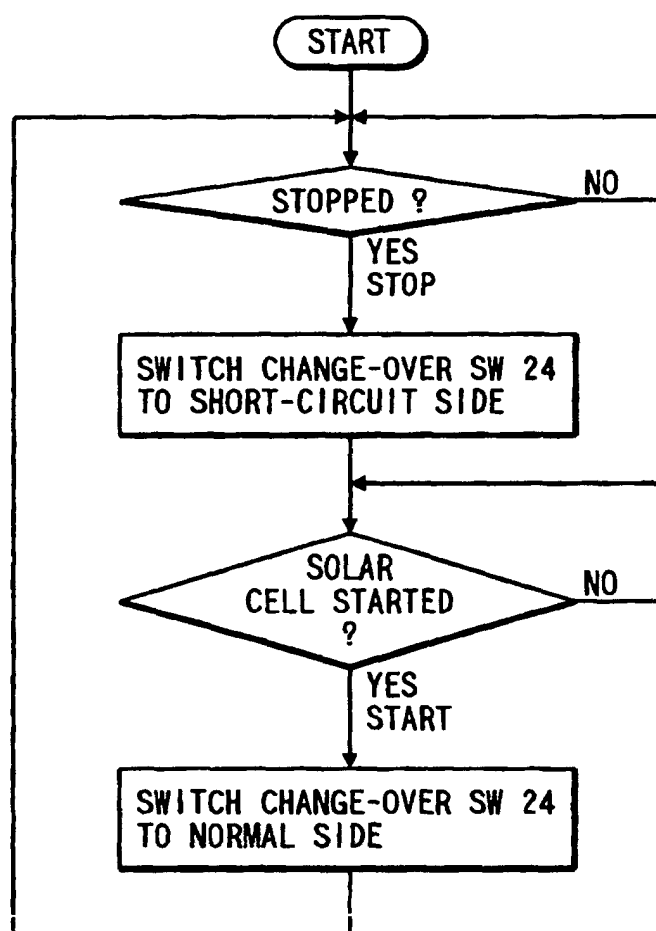 START
STOPPED ?
NO
YES
STOP
SWITCH CHANGE-OVER SW 24
TO SHORT-CIRCUIT SIDE
SOLAR
CELL STARTED
?
NO
YES
START
SWITCH CHANGE-OVER SW 24
TO NORMAL SIDE